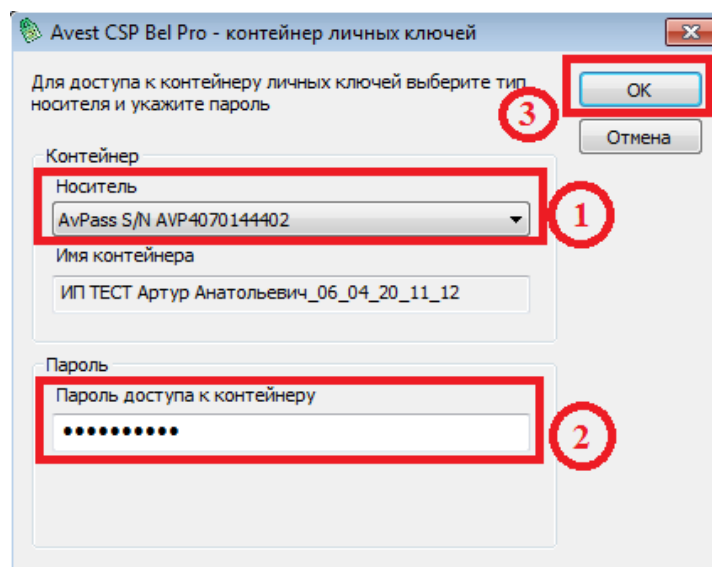 Avest CSP Bel Pro - контейнер личных ключей
Для доступа к контейнеру личных ключей выберите тип
носителя и укажите пароль
3
OK
Отмена
Контейнер
Носитель
AvPass S/N AVP4070144402
1
Имя контейнера
ИП ТЕСТ Артур Анатольевич_06_04_20_11_12
Пароль
Пароль доступа к контейнеру
••••••••••
2